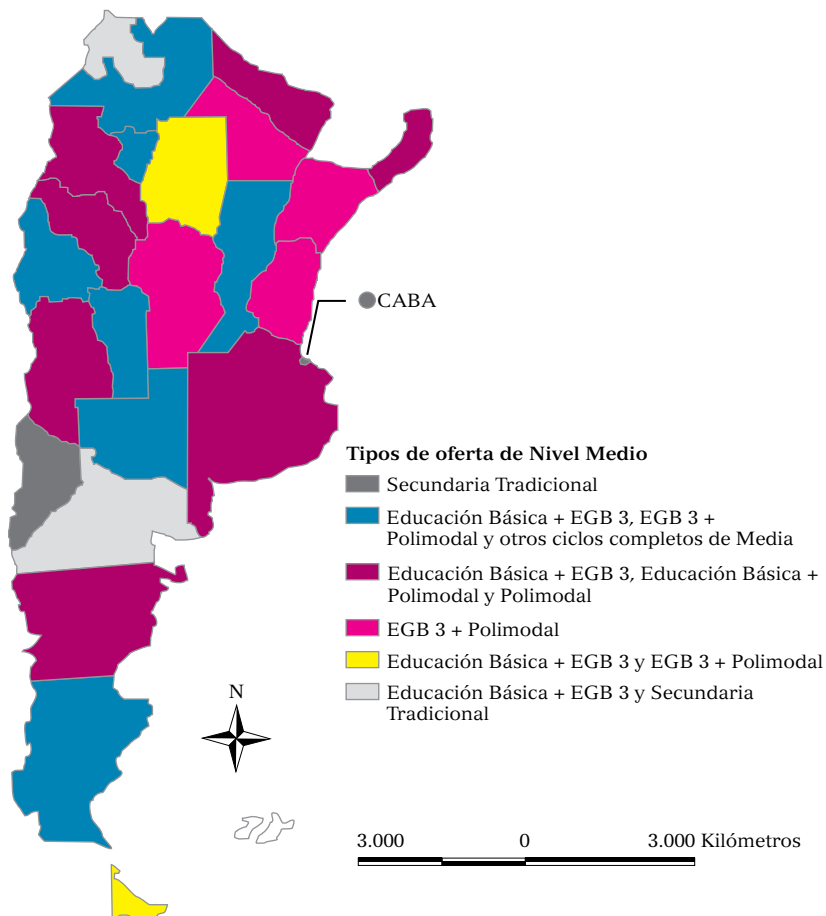 CABA
Tipos de oferta de Nivel Medio
Secundaria Tradicional
Educación Básica + EGB 3, EGB 3 +
Polimodal y otros ciclos completos de Media
Educación Básica + EGB 3, Educación Básica +
Polimodal y Polimodal
EGB 3 + Polimodal
Educación Básica + EGB 3 y EGB 3 + Polimodal
Educación Básica + EGB 3 y Secundaria
Tradicional
N
3.000 0 3.000 Kilómetros